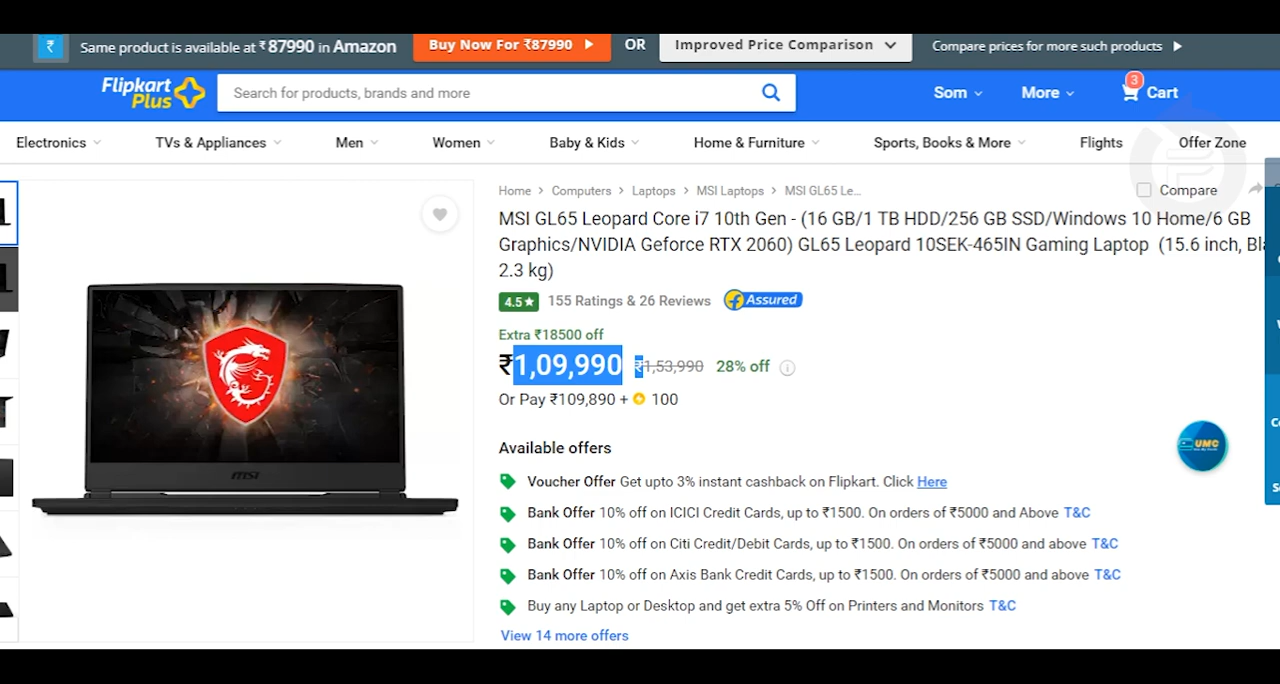 ₹ Same product is available at ₹ 87990 in Amazon Buy Now For ₹87990 OR Improved Price Comparison Compare prices for more such products
Flipkart Plus Search for products, brands and more Som More 3 Cart
Electronics TVs & Appliances Men Women Baby & Kids Home & Furniture Sports, Books & More Flights Offer Zone
Home > Computers > Laptops > MSI Laptops > MSI GL65 Le... Compare
MSI GL65 Leopard Core i7 10th Gen - (16 GB/1 TB HDD/256 GB SSD/Windows 10 Home/6 GB
Graphics/NVIDIA Geforce RTX 2060) GL65 Leopard 10SEK-465IN Gaming Laptop (15.6 inch,
2.3 kg)
4.5★ 155 Ratings & 26 Reviews Assured
Extra ₹18500 off
₹1,09,990 ₹1,53,990 28% off
Or Pay ₹109,890 + 100
Available offers
Voucher Offer Get upto 3% instant cashback on Flipkart. Click Here
Bank Offer 10% off on ICICI Credit Cards, up to ₹1500. On orders of ₹5000 and Above T&C
Bank Offer 10% off on Citi Credit/Debit Cards, up to ₹1500. On orders of ₹5000 and above T&C
Bank Offer 10% off on Axis Bank Credit Cards, up to ₹1500. On orders of ₹5000 and above T&C
Buy any Laptop or Desktop and get extra 5% Off on Printers and Monitors T&C
View 14 more offers
msi
UMC